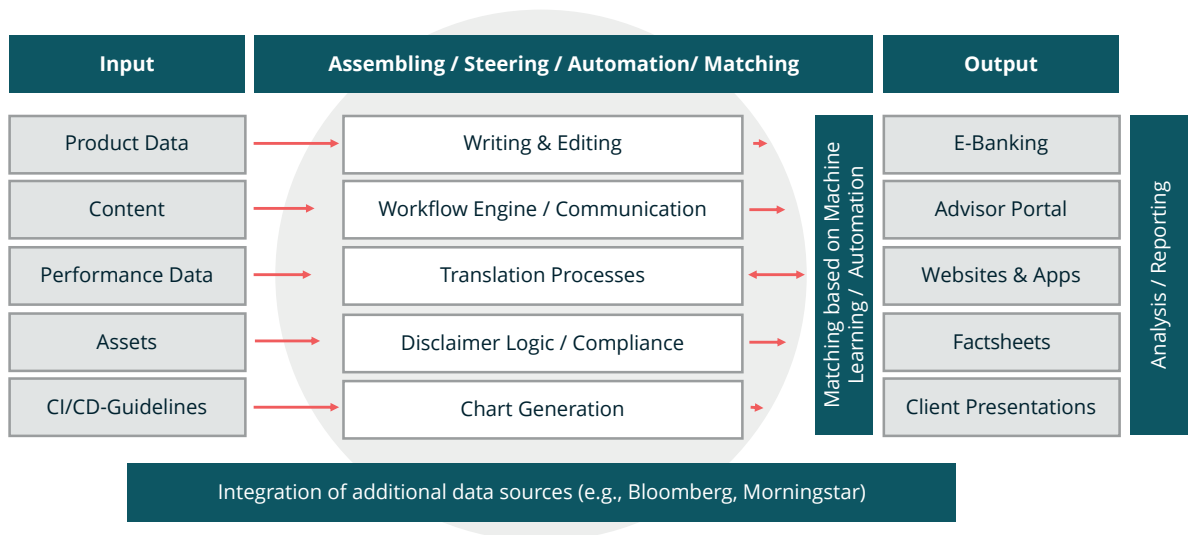 Input
Assembling / Steering / Automation/ Matching
Output
Product Data
Writing & Editing
E-Banking
Content
Workflow Engine / Communication
Advisor Portal
Performance Data
Translation Processes
Websites & Apps
Assets
Disclaimer Logic / Compliance
Factsheets
CI/CD-Guidelines
Chart Generation
Client Presentations
Matching based on Machine
Learning / Automation
Analysis / Reporting
Integration of additional data sources (e.g., Bloomberg, Morningstar)